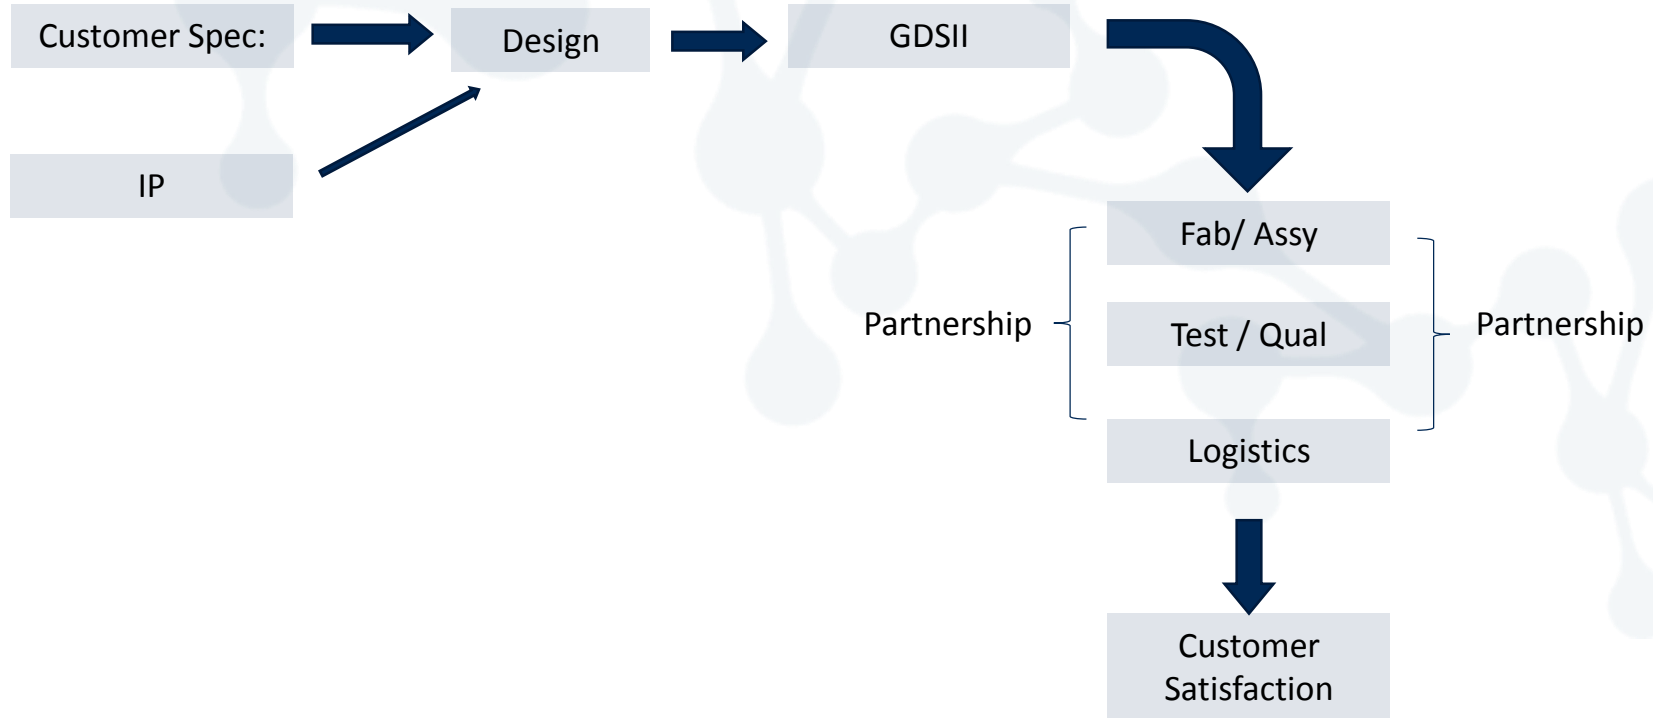 Customer Spec:
Design
GDSII
IP
Fab/ Assy
Partnership
Test / Qual
Partnership
Logistics
Customer
Satisfaction